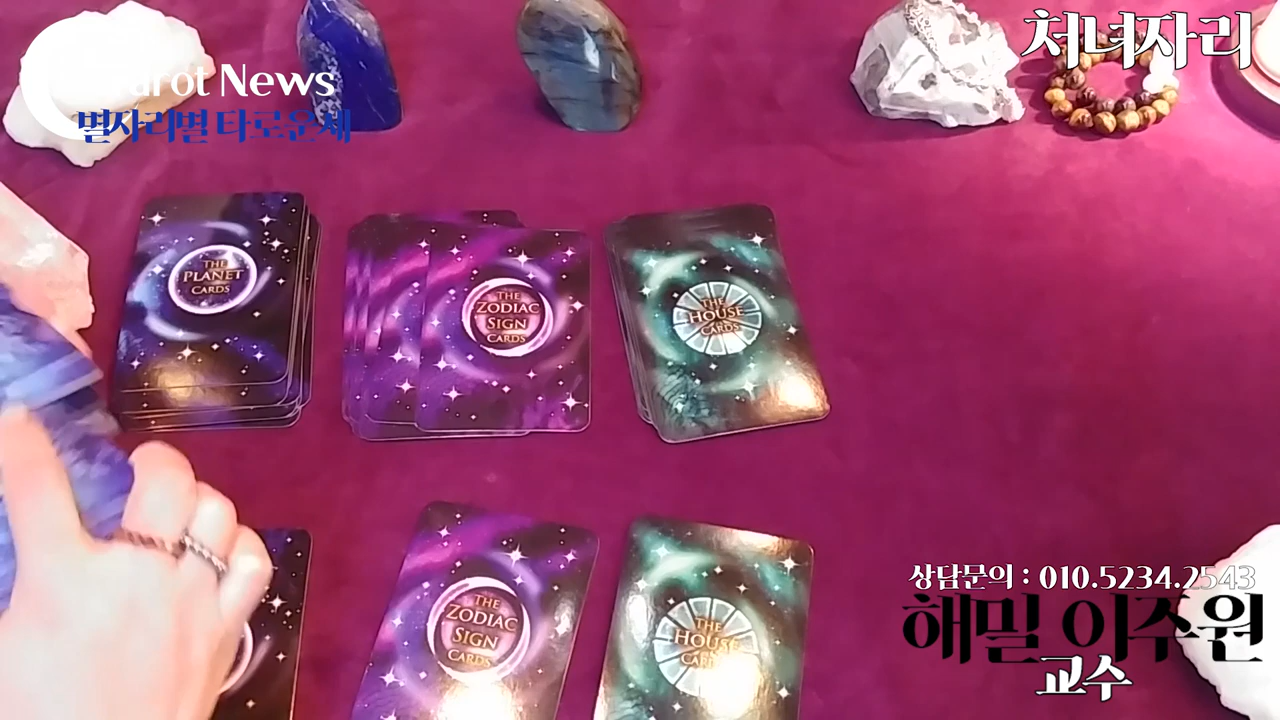 처녀자리
Tarot News
별자리별 타로운세
THE
PLANET
CARDS
THE
ZODIAC
SIGN
CARDS
THE
HOUSE
CARDS
THE
ZODIAC
SIGN
CARDS
THE
HOUSE
CARDS
상담문의 : 010.5234.2543
해밀 이주원
교수